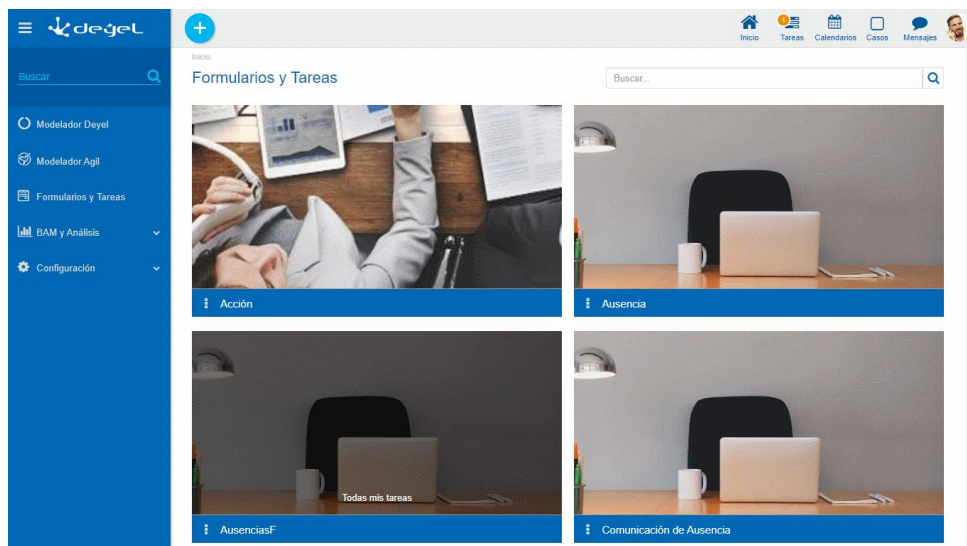 deyel
Buscar
Modelador Deyel
Modelador Agil
Formularios y Tareas
BAM y Análisis
Configuración
+
1
Inicio
Tareas
Calendarios
Casos
Mensajes
Inicio
Formularios y Tareas
Buscar...
Acción
Ausencia
Todas mis tareas
AusenciasF
Comunicación de Ausencia